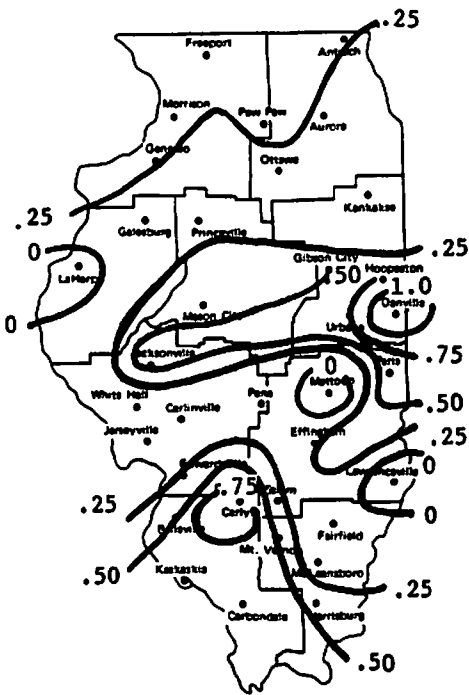 .25
Freeport
Antioch
Morrison
Paw Paw
Aurora
Geneseo
Ottawa
Kankakee
.25
Galesburg
Princeville
0
Gibson City
.25
LaHarpe
.50
Hoopeston
1.0
Mason City
Danville
0
Urbana
Jacksonville
0
Paris
.75
White Hall
Pana
Mattoon
.50
Carlinville
Jerseyville
Effingham
.25
Lawrenceville
0
.75
Salem
.25
Carlyle
0
Belleville
Fairfield
Mt. Vernon
.50
Kaskaskia
McLeansboro
.25
Carbondale
Harrisburg
.50